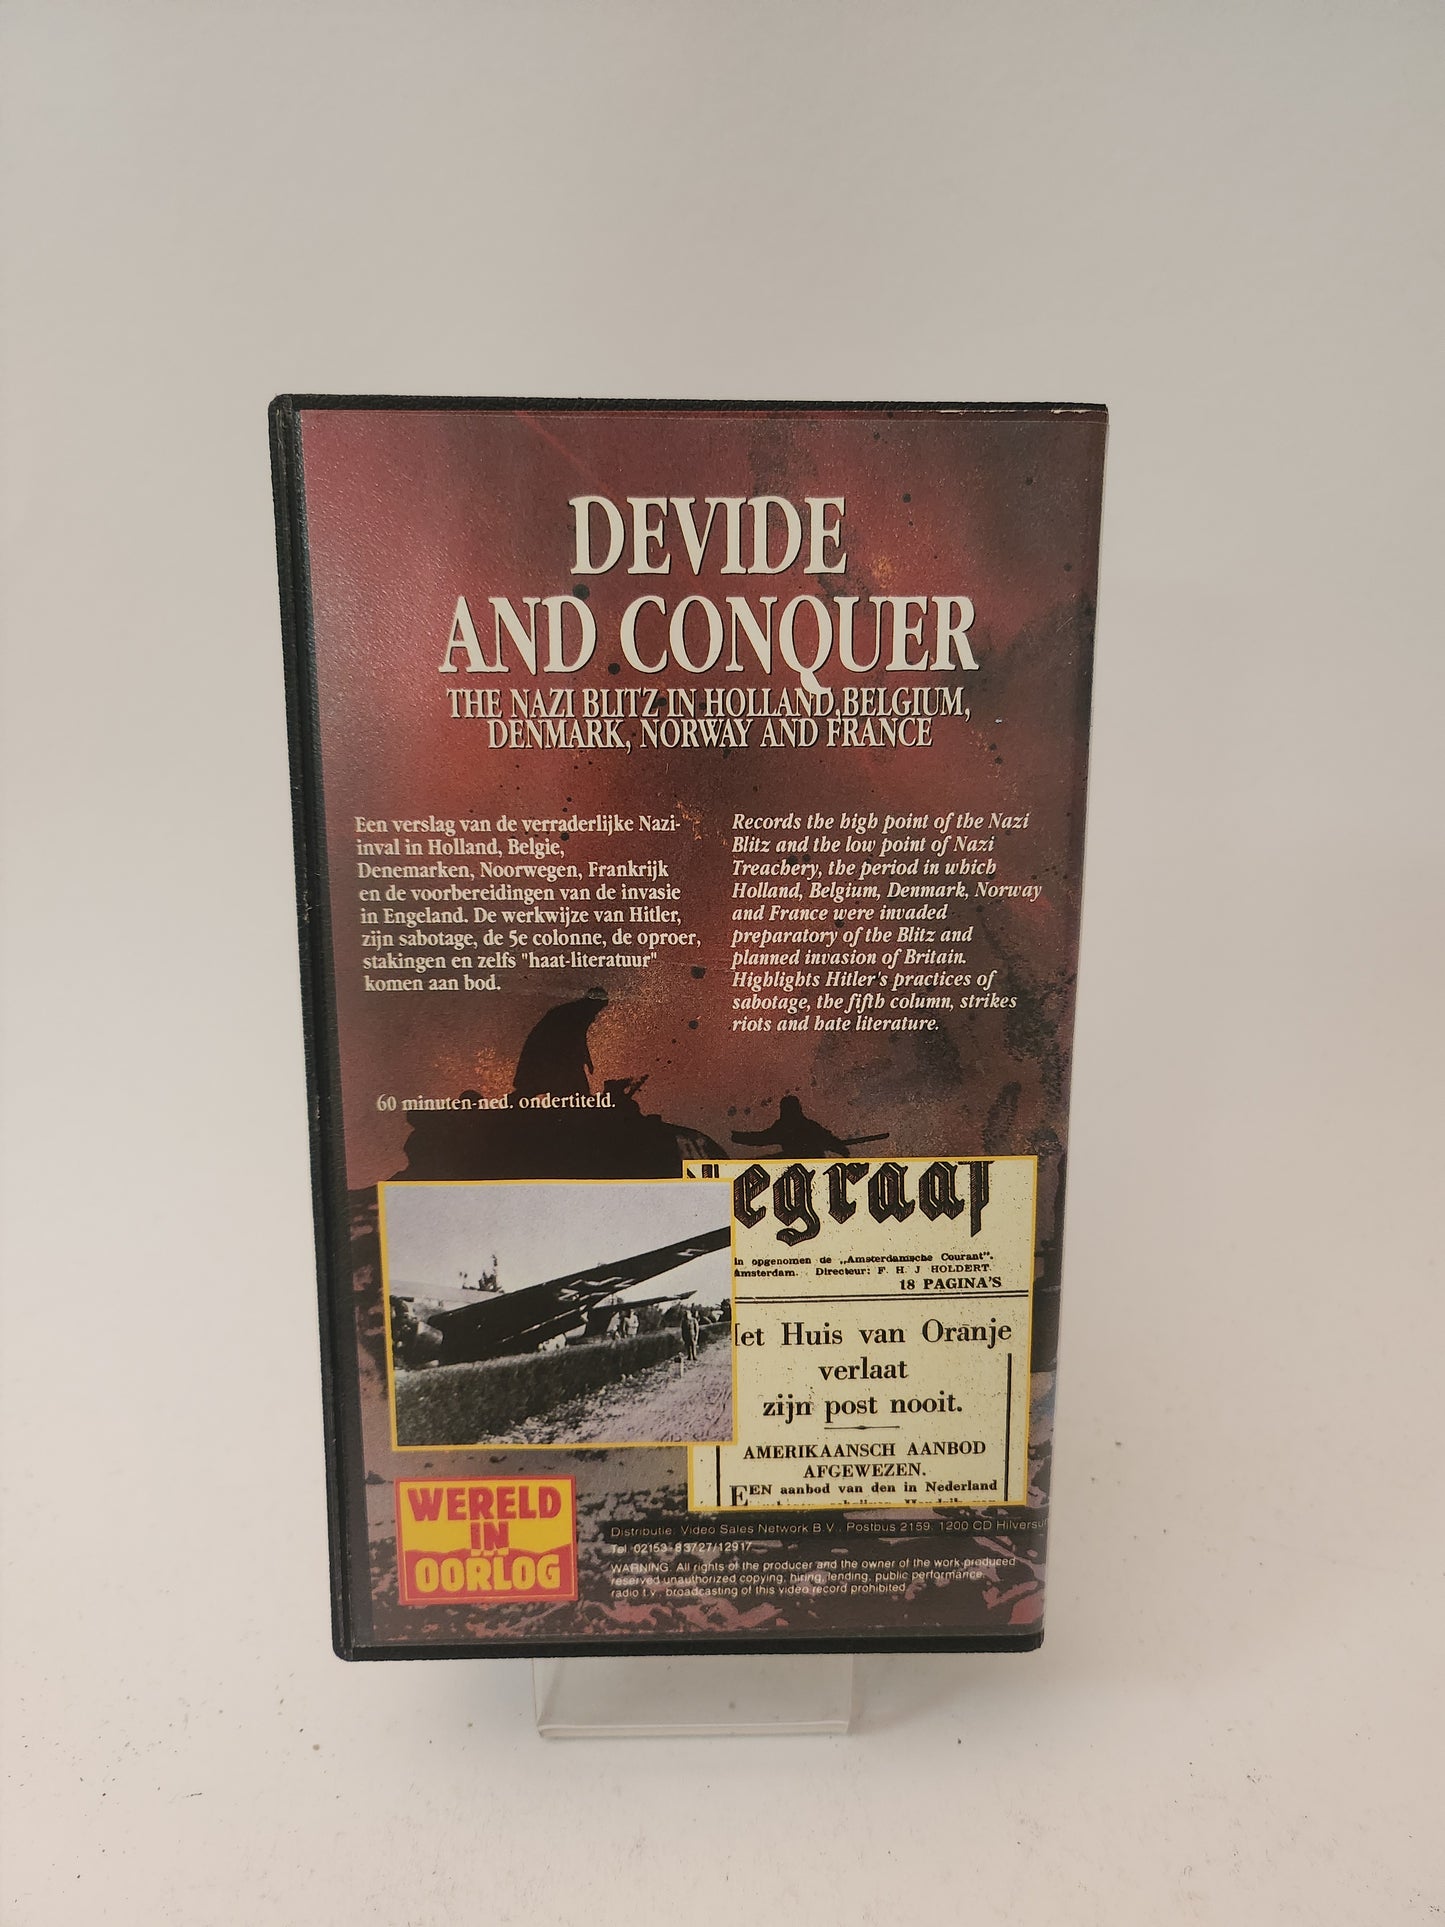 DEVIDE
AND CONQUER
THE NAZI BLITZ IN HOLLAND, BELGIUM,
DENMARK, NORWAY AND FRANCE
Een verslag van de verraderlijke Nazi-
inval in Holland, Belgie,
Denemarken, Noorwegen, Frankrijk
en de voorbereidingen van de invasie
in Engeland. De werkwijze van Hitler,
zijn sabotage, de 5e colonne, de oproer,
stakingen en zelfs "haat-literatuur"
komen aan bod.
60 minuten-ned. ondertiteld.
Records the high point of the Nazi
Blitz and the low point of Nazi
Treachery, the period in which
Holland, Belgium, Denmark, Norway
and France were invaded
preparatory of the Blitz and
planned invasion of Britain.
Highlights Hitler's practices of
sabotage, the fifth column, strikes
riots and hate literature.
egraaf
in opgenomen de „Amsterdamsche Courant".
Amsterdam. Directeur: F. H. J HOLDERT
18 PAGINA'S
et Huis van Oranje
verlaat
zijn post nooit.
AMERIKAANSCH AANBOD
AFGEWEZEN.
EEN aanbod van den in Nederland
WERELD
IN
OORLOG
Distributie: Video Sales Network B.V. Postbus 2159. 1200 CD Hilversu
Tel. 02153-83727/12917
WARNING: All rights of the producer and the owner of the work produced
reserved unauthorized copying, hiring, lending, public performance,
radio t.v., broadcasting of this video record prohibited